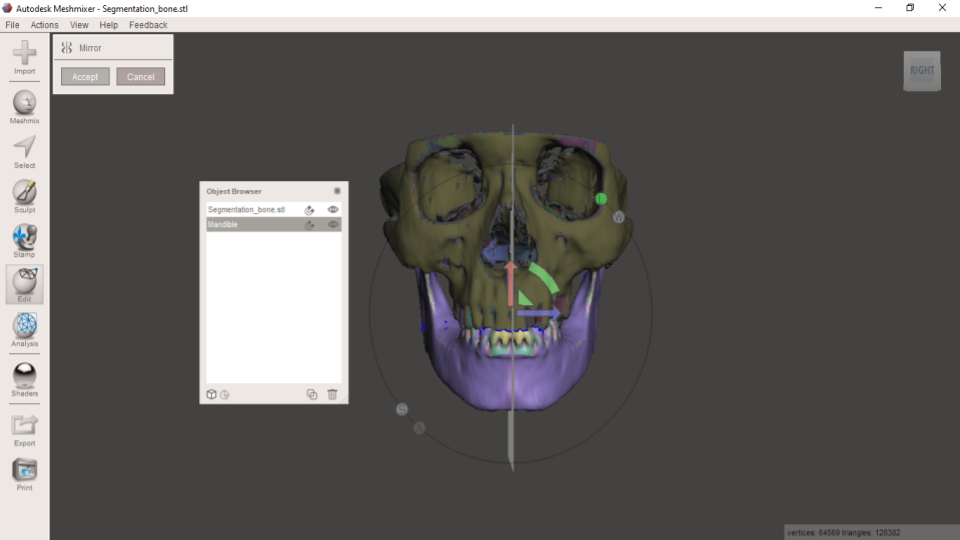 Autodesk Meshmixer - Segmentation_bone.stl
File Actions View Help Feedback
Import
Meshmix
Select
Sculpt
Stamp
Edit
Analysis
Shaders
Export
Print
Mirror
Accept Cancel
Object Browser
Segmentation_bone.stl
Mandible
RIGHT
W
S
A
vertices: 64569 triangles: 128382